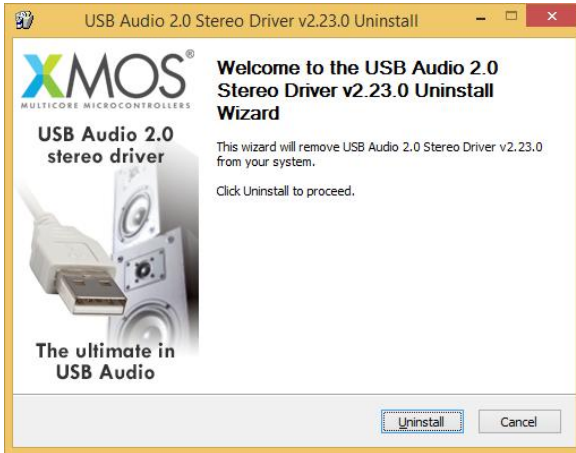 USB Audio 2.0 Stereo Driver v2.23.0 Uninstall
XMOS®
MULTICORE MICROCONTROLLERS
USB Audio 2.0
stereo driver
The ultimate in
USB Audio
Welcome to the USB Audio 2.0
Stereo Driver v2.23.0 Uninstall
Wizard
This wizard will remove USB Audio 2.0 Stereo Driver v2.23.0
from your system.
Click Uninstall to proceed.
Uninstall
Cancel